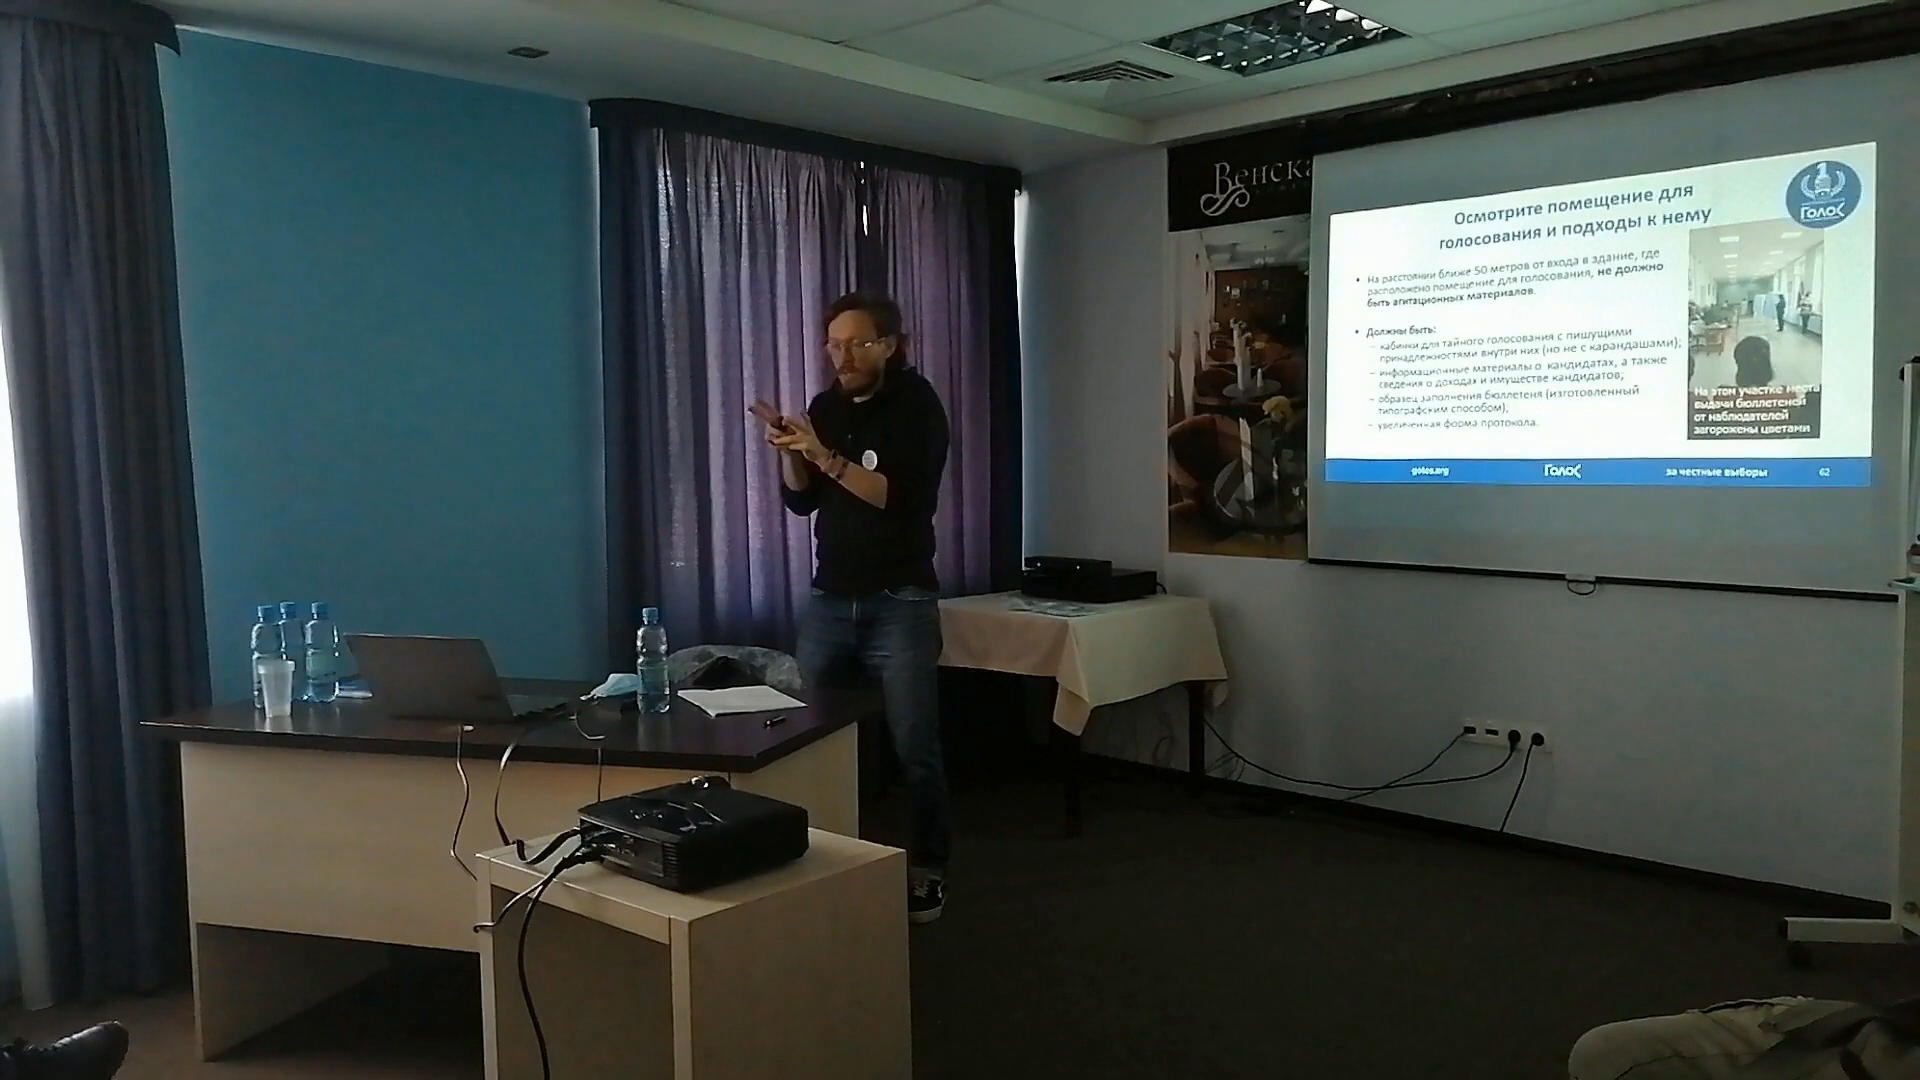 Венска
Голос
Осмотрите помещение для
голосования и подходы к нему
• На расстоянии ближе 50 метров от входа в здание, где
расположено помещение для голосования, не должно
быть агитационных материалов.
• Должны быть:
– кабинки для тайного голосования с пишущими
принадлежностями внутри них (но не с карандашами);
– информационные материалы о кандидатах, а также
сведения о доходах и имуществе кандидатов;
– образец заполнения бюллетеня (изготовленный
типографским способом);
– увеличенная форма протокола.
На этом участке места
выдачи бюллетеней
от наблюдателей
загорожены цветами
golos.org
Голос
за честные выборы
62